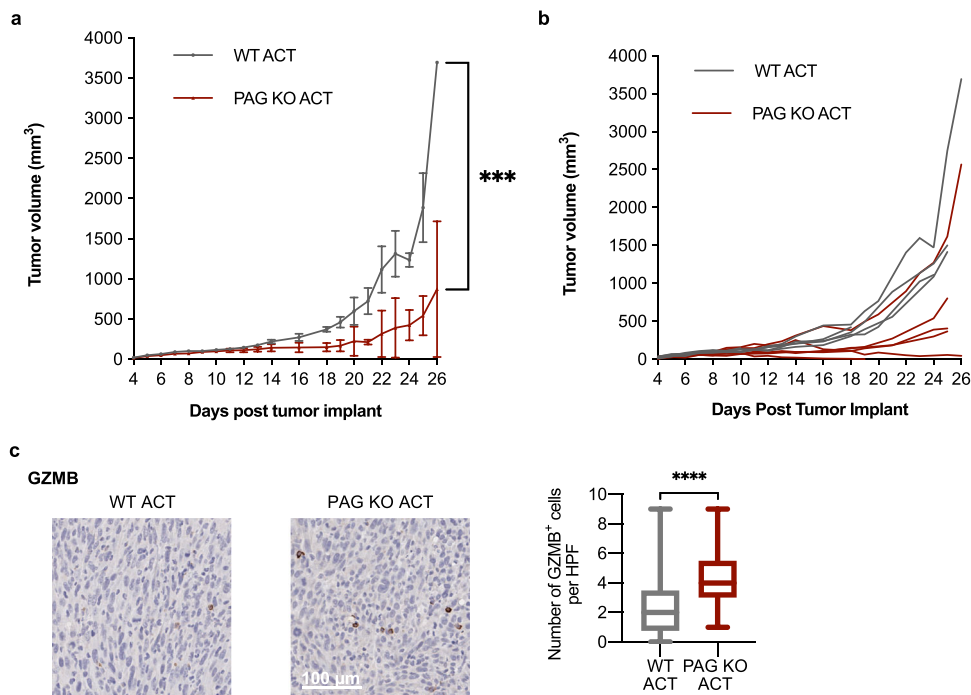 a
4000
3500
3000
2500
2000
1500
1000
500
0
Tumor volume (mm³)
WT ACT
PAG KO ACT
***
4 6 8 10 12 14 16 18 20 22 24 26
Days post tumor implant
b
4000
3500
3000
2500
2000
1500
1000
500
0
Tumor volume (mm³)
WT ACT
PAG KO ACT
4 6 8 10 12 14 16 18 20 22 24 26
Days Post Tumor Implant
c
GZMB
WT ACT
PAG KO ACT
100 μm
****
10
8
6
4
2
0
Number of GZMB⁺ cells
per HPF
WT
ACT
PAG KO
ACT